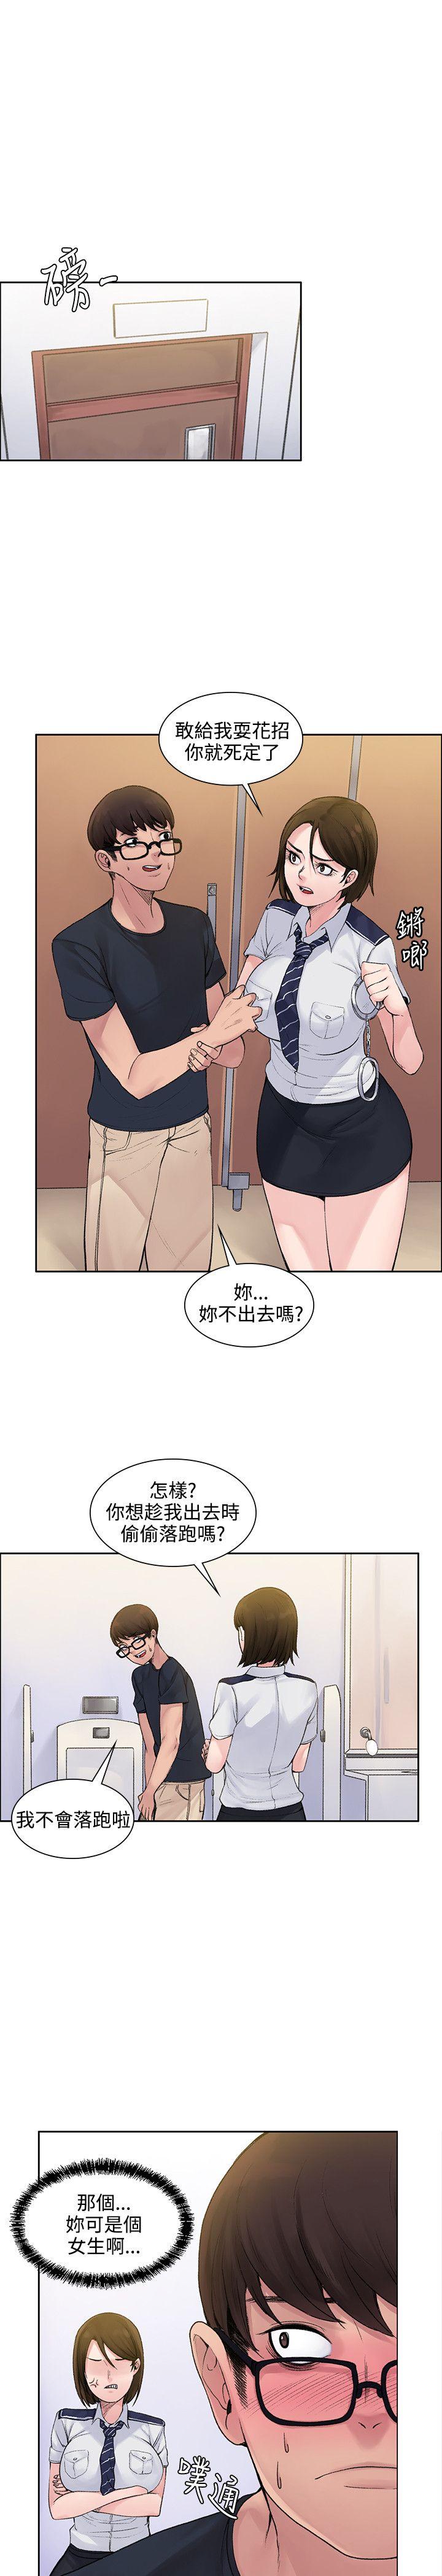 磅一
敢給我耍花招
你就死定了
鏘
啷
妳...
妳不出去嗎?
怎樣?
你想趁我出去時
偷偷落跑嗎?
我不會落跑啦
那個...
妳可是個
女生啊...
噗通